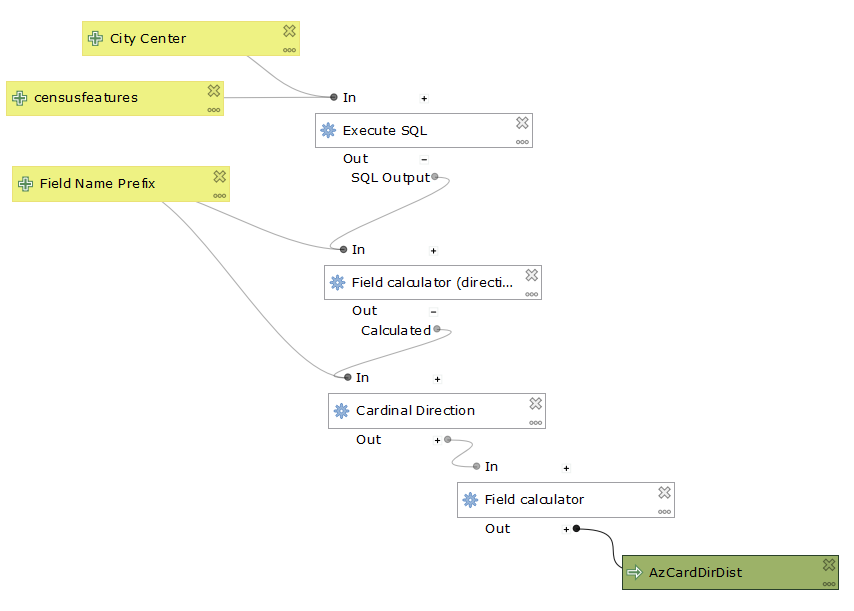 City Center
censusfeatures
In +
Execute SQL
Out −
SQL Output
Field Name Prefix
In +
Field calculator (directi...
Out −
Calculated
In +
Cardinal Direction
Out +
In +
Field calculator
Out +
AzCardDirDist